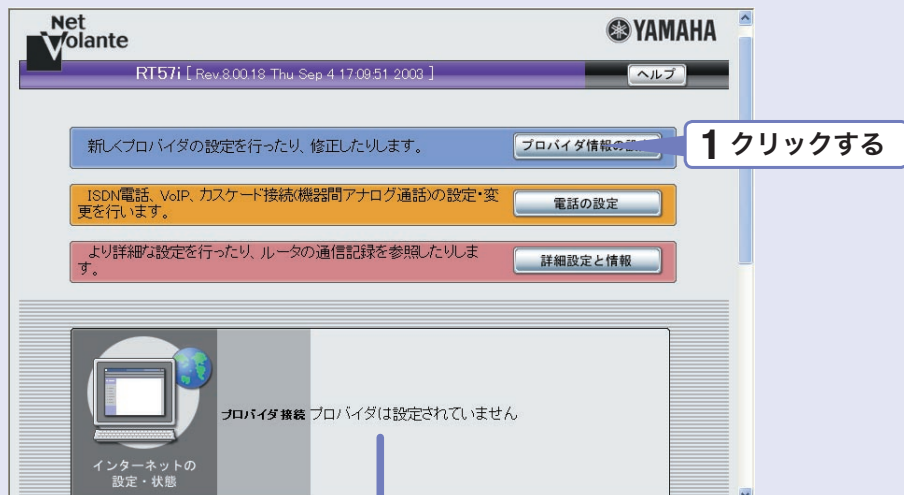 Net
Volante
YAMAHA
RT57i [ Rev.8.00.18 Thu Sep 4 17:09:51 2003 ]
ヘルプ
新しくプロバイダの設定を行ったり、修正したりします。
プロバイダ情報の
1 クリックする
ISDN電話、VoIP、カスケード接続(機器間アナログ通話)の設定・変
更を行います。
電話の設定
より詳細な設定を行ったり、ルータの通信記録を参照したりしま
す。
詳細設定と情報
プロバイダ接続 プロバイダは設定されていません
インターネットの
設定・状態